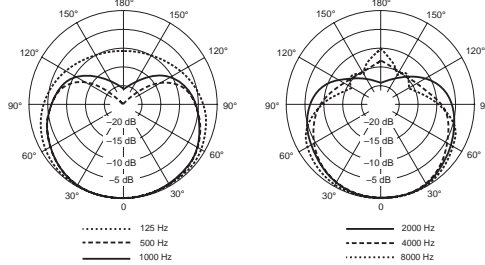 180°
150° 150°
120° 120°
90° 90°
60° 60°
30° 30°
0
–20 dB
–15 dB
–10 dB
–5 dB
125 Hz
500 Hz
1000 Hz
180°
150° 150°
120° 120°
90° 9
60° 60°
30° 30°
0
–20 dB
–15 dB
–10 dB
–5 dB
2000 Hz
4000 Hz
8000 Hz